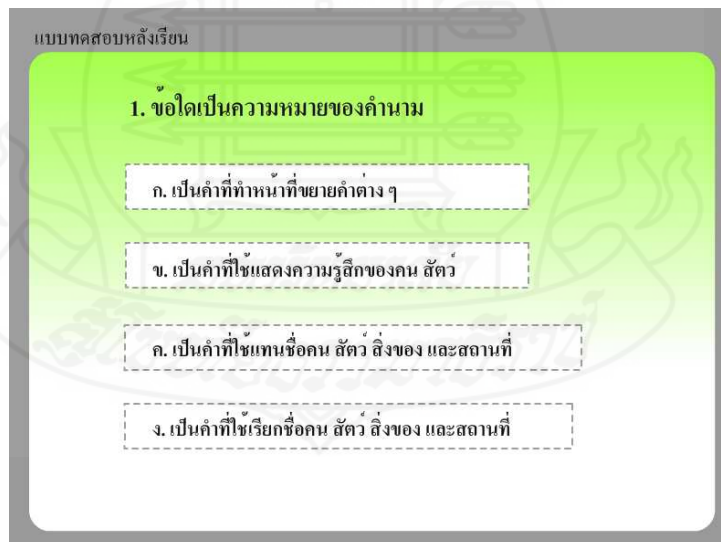 แบบทดสอบหลังเรียน
1. ข้อใดเป็นความหมายของคำนาม
ก. เป็นคำที่ทำหน้าที่ขยายคำต่าง ๆ
ข. เป็นคำที่ใช้แสดงความรู้สึกของคน สัตว์
ค. เป็นคำที่ใช้แทนชื่อคน สัตว์ สิ่งของ และสถานที่
ง. เป็นคำที่ใช้เรียกชื่อคน สัตว์ สิ่งของ และสถานที่